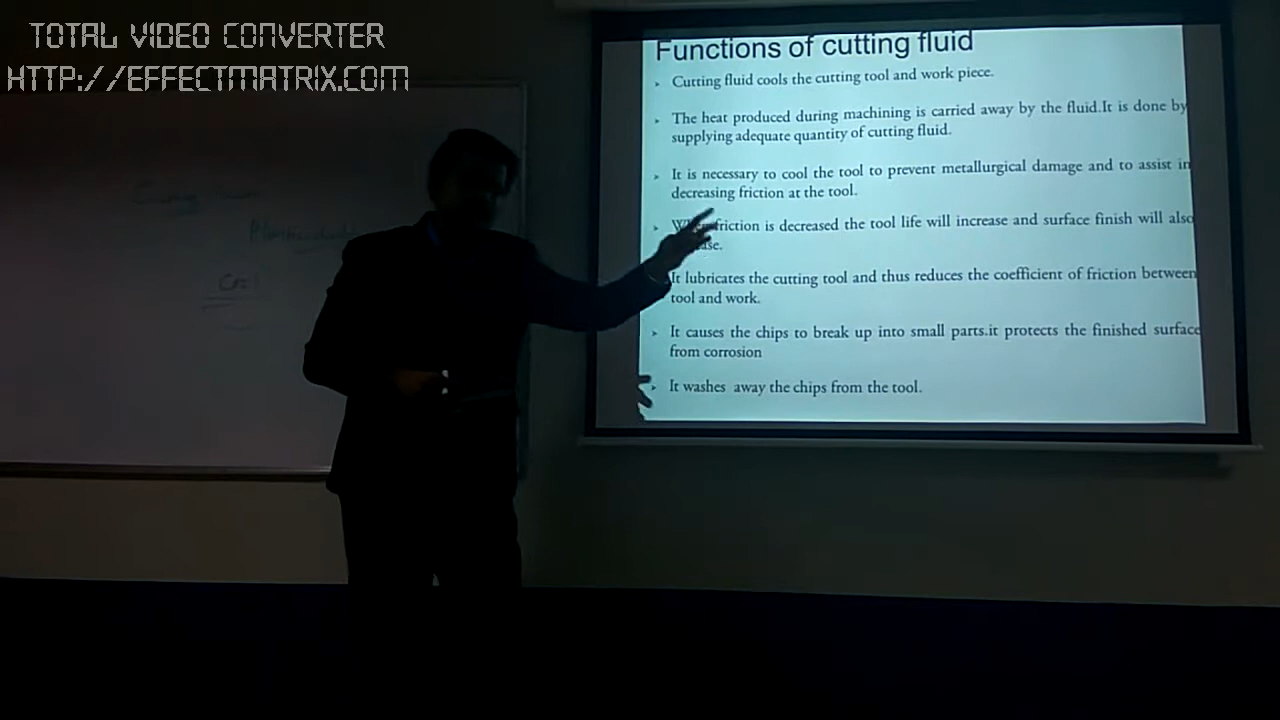 TOTAL VIDEO CONVERTER
HTTP://EFFECTMATRIX.COM
Functions of cutting fluid
Cutting fluid cools the cutting tool and work piece.
The heat produced during machining is carried away by the fluid.It is done by
supplying adequate quantity of cutting fluid.
It is necessary to cool the tool to prevent metallurgical damage and to assist in
decreasing friction at the tool.
friction is decreased the tool life will increase and surface finish will also
It lubricates the cutting tool and thus reduces the coefficient of friction between
tool and work.
It causes the chips to break up into small parts.it protects the finished surface
from corrosion
It washes away the chips from the tool.